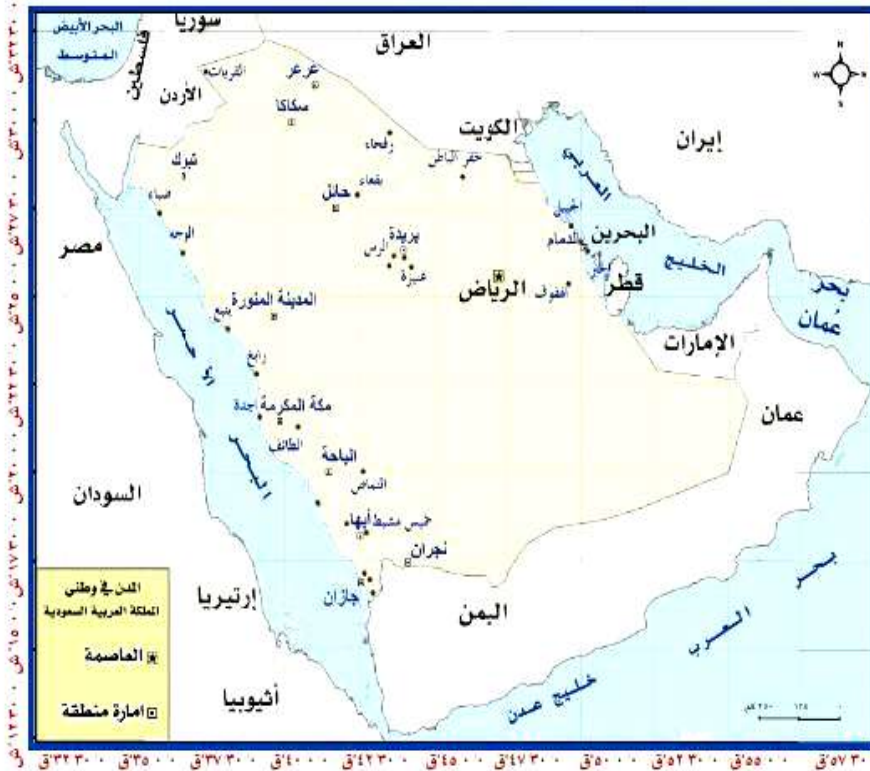 البحر الأبيض
المتوسط
سوريا
فلسطين
الأردن
العراق
القريات
عرعر
سكاكا
رفحاء
الكويت
إيران
حفر الباطن
تبوك
ضباء
الوجه
حائل
بقعاء
بريدة
الرس
عنيزة
مصر
الخليج
العربي
الجبيل
الدمام
البحرين
الهفوف
قطر
الرياض
بحر
عُمان
الإمارات
عمان
المدينة المنورة
ينبع
رابغ
جدة
مكة المكرمة
الطائف
الباحة
النماص
خميس مشيط
أبها
نجران
جازان
البحر
السودان
إرتيريا
أثيوبيا
اليمن
بحر
العرب
خليج عدن
المدن في وطني
المملكة العربية السعودية
العاصمة
امارة منطقة
N
W
E
S